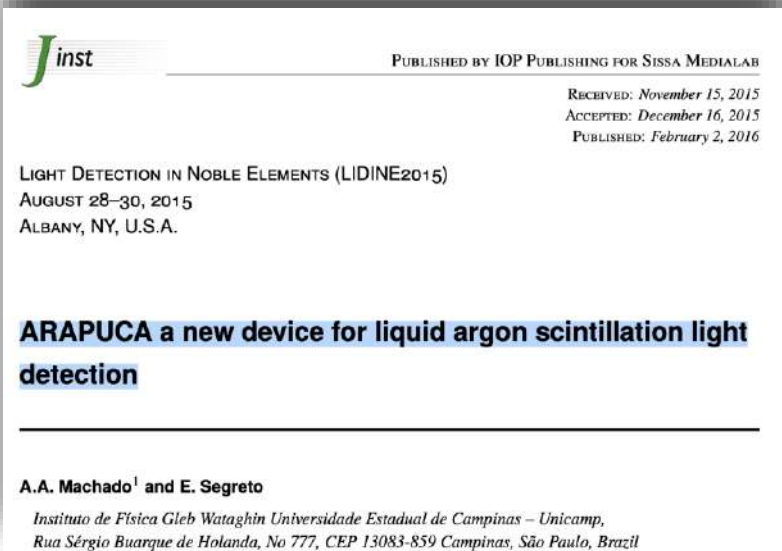 inst
PUBLISHED BY IOP PUBLISHING FOR SISSA MEDIALAB
RECEIVED: November 15, 2015
ACCEPTED: December 16, 2015
PUBLISHED: February 2, 2016
LIGHT DETECTION IN NOBLE ELEMENTS (LIDINE2015)
AUGUST 28–30, 2015
ALBANY, NY, U.S.A.
ARAPUCA a new device for liquid argon scintillation light
detection
A.A. Machado¹ and E. Segreto
Instituto de Física Gleb Wataghin Universidade Estadual de Campinas – Unicamp,
Rua Sérgio Buarque de Holanda, No 777, CEP 13083-859 Campinas, São Paulo, Brazil